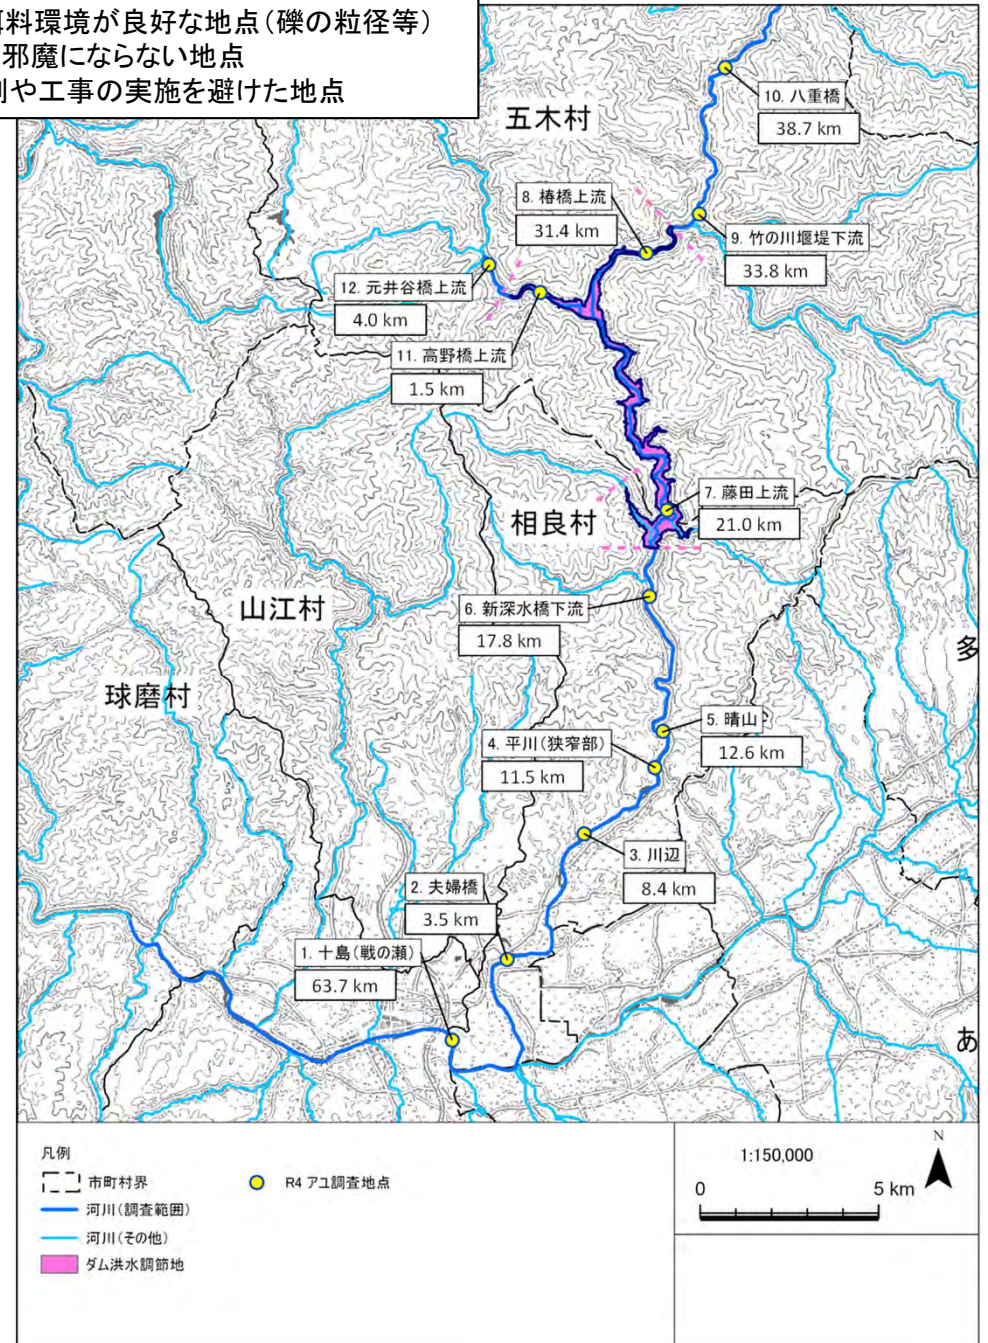 料環境が良好な地点(礫の粒径等)
邪魔にならない地点
や工事の実施を避けた地点
五木村
10. 八重橋
38.7 km
8. 椿橋上流
31.4 km
9. 竹の川堰堤下流
33.8 km
12. 元井谷橋上流
4.0 km
11. 高野橋上流
1.5 km
7. 藤田上流
21.0 km
相良村
山江村
6. 新深水橋下流
17.8 km
多
球磨村
5. 晴山
12.6 km
4. 平川(狭窄部)
11.5 km
3. 川辺
8.4 km
2. 夫婦橋
3.5 km
1. 十島(戦の瀬)
63.7 km
あ
凡例
市町村界
R4 アユ調査地点
河川(調査範囲)
河川(その他)
ダム洪水調節地
1:150,000
N
0 5 km